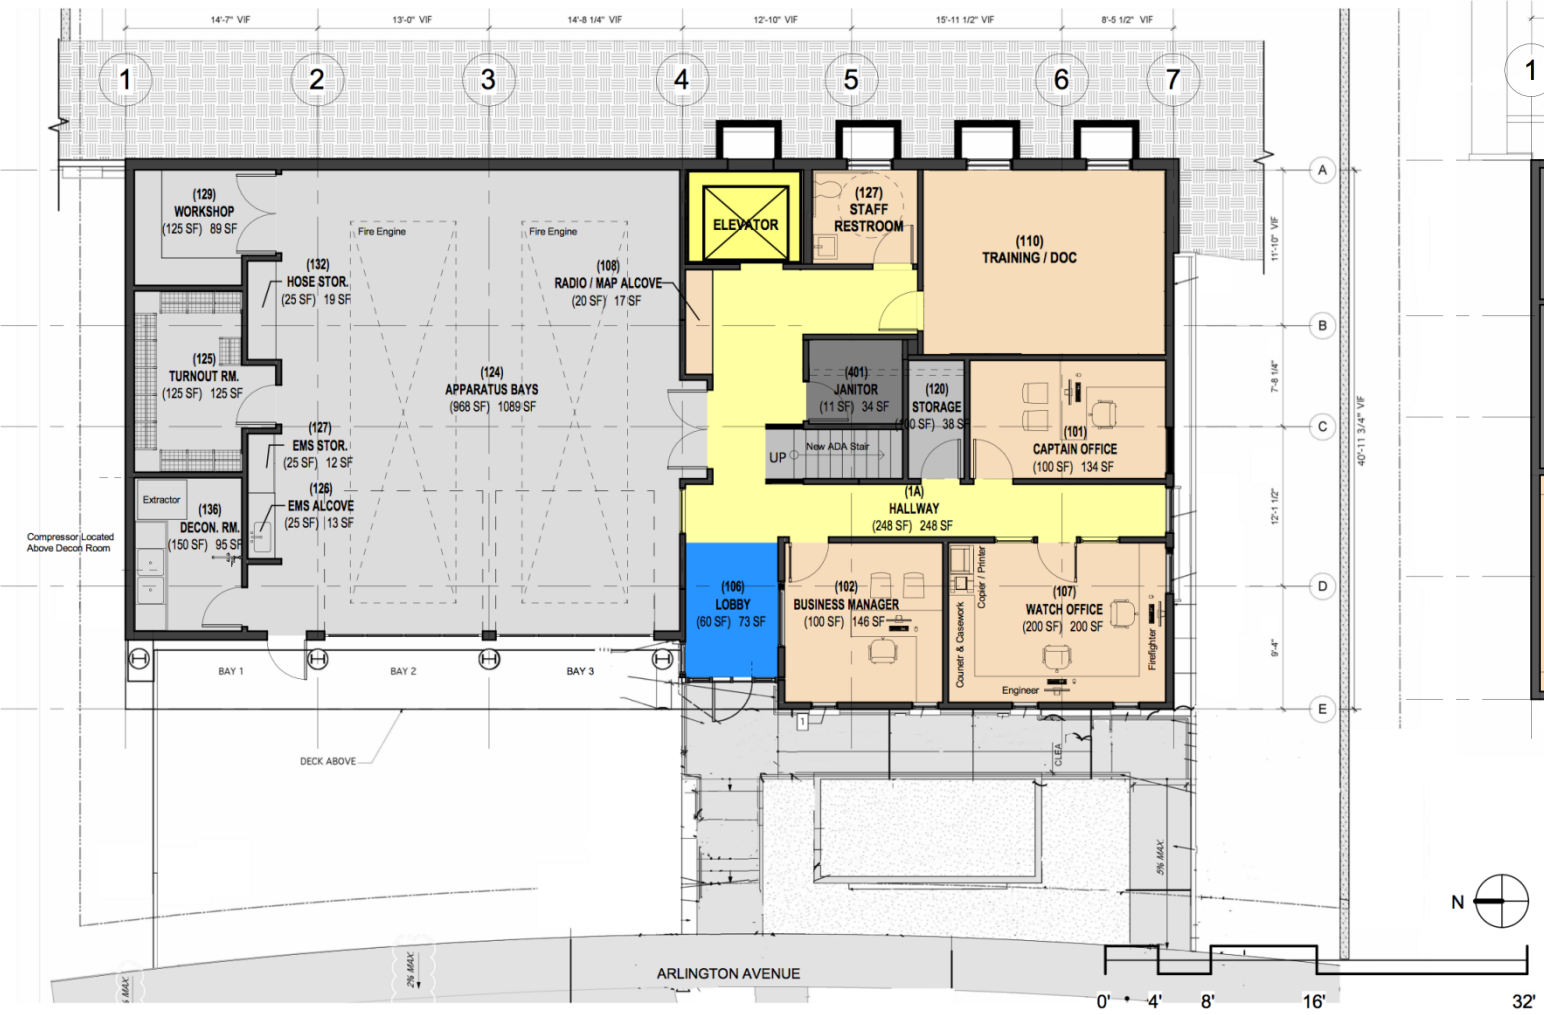 14'-7" VIF
13'-0" VIF
14'-8 1/4" VIF
12'-10" VIF
15'-11 1/2" VIF
8'-5 1/2" VIF
1
2
3
4
5
6
7
1
A
B
C
D
E
11'-10" VIF
7'-8 1/4"
12'-1 1/2"
9'-4"
40'-11 3/4" VIF
(129)
WORKSHOP
(125 SF) 89 SF
(132)
HOSE STOR.
(25 SF) 19 SF
Fire Engine
Fire Engine
(108)
RADIO / MAP ALCOVE
(20 SF) 17 SF
ELEVATOR
(127)
STAFF
RESTROOM
(110)
TRAINING / DOC
(125)
TURNOUT RM.
(125 SF) 125 SF
(124)
APPARATUS BAYS
(968 SF) 1089 SF
(401)
JANITOR
(11 SF) 34 SF
(120)
STORAGE
(100 SF) 38 SF
(101)
CAPTAIN OFFICE
(100 SF) 134 SF
(127)
EMS STOR.
(25 SF) 12 SF
(126)
EMS ALCOVE
(25 SF) 13 SF
UP
New ADA Stair
(1A)
HALLWAY
(248 SF) 248 SF
Extractor
(136)
DECON. RM.
(150 SF) 95 SF
Compressor Located
Above Decon Room
(106)
LOBBY
(60 SF) 73 SF
(102)
BUSINESS MANAGER
(100 SF) 146 SF
Copier / Printer
Counetr & Casework
(107)
WATCH OFFICE
(200 SF) 200 SF
Firefighter
Engineer
BAY 1
BAY 2
BAY 3
1
DECK ABOVE
CLEA
5% MAX.
2% MAX.
% MAX.
ARLINGTON AVENUE
N
0'
4'
8'
16'
32'